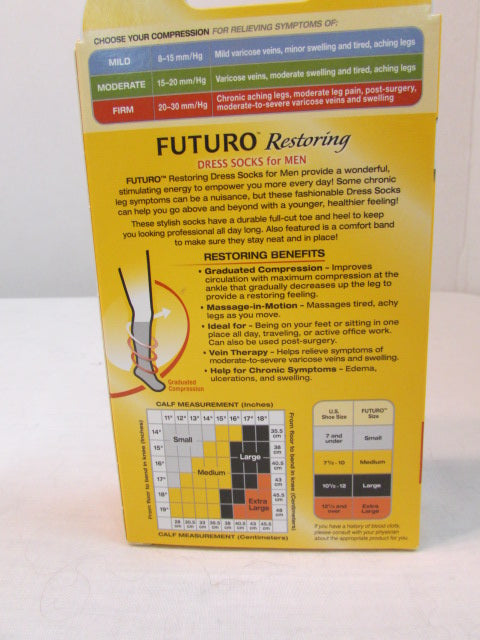 CHOOSE YOUR COMPRESSION FOR RELIEVING SYMPTOMS OF:
MILD 8–15 mm/Hg Mild varicose veins, minor swelling and tired, aching legs
MODERATE 15–20 mm/Hg Varicose veins, moderate swelling and tired, aching legs
FIRM 20–30 mm/Hg Chronic aching legs, moderate leg pain, post-surgery,
moderate-to-severe varicose veins and swelling
FUTURO™ Restoring
DRESS SOCKS for MEN
FUTURO™ Restoring Dress Socks for Men provide a wonderful,
stimulating energy to empower you more every day! Some chronic
leg symptoms can be a nuisance, but these fashionable Dress Socks
can help you go above and beyond with a younger, healthier feeling!
These stylish socks have a durable full-cut toe and heel to keep
you looking professional all day long. Also featured is a comfort band
to make sure they stay neat and in place!
RESTORING BENEFITS
• Graduated Compression – Improves
circulation with maximum compression at the
ankle that gradually decreases up the leg to
provide a restoring feeling.
• Massage-in-Motion – Massages tired, achy
legs as you move.
• Ideal for – Being on your feet or sitting in one
place all day, traveling, or active office work.
Can also be used post-surgery.
• Vein Therapy – Helps relieve symptoms of
moderate-to-severe varicose veins and swelling.
• Help for Chronic Symptoms – Edema,
ulcerations, and swelling.
Graduated
Compression
CALF MEASUREMENT (Inches)
11" 12" 13" 14" 15" 16" 17" 18"
From floor to bend in knee (Inches)
14"
15"
16"
17"
18"
19"
Small
Medium
Large
Extra
Large
35.5 cm
38 cm
40.5 cm
43 cm
45.5 cm
48 cm
From floor to bend in knee (Centimeters)
28 cm 30.5 cm 33 cm 35.5 cm 38 cm 40.5 cm 43 cm 45.5 cm
CALF MEASUREMENT (Centimeters)
U.S. Shoe Size FUTURO™ Size
7 and under Small
7½ - 10 Medium
10½ - 12 Large
12½ and over Extra Large
If you have a history of blood clots,
please consult with your physician
about the appropriate product for you.